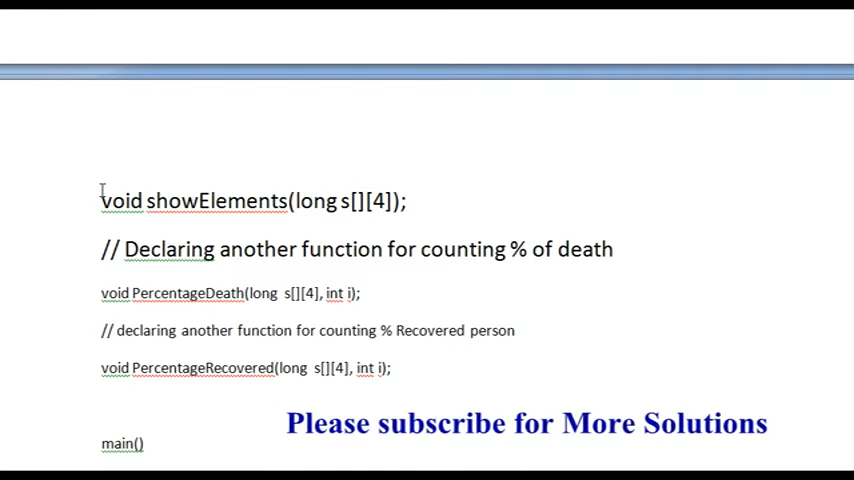 void showElements(long s[][4]);
// Declaring another function for counting % of death
void PercentageDeath(long s[][4], int i);
// declaring another function for counting % Recovered person
void PercentageRecovered(long s[][4], int i);
Please subscribe for More Solutions
main()